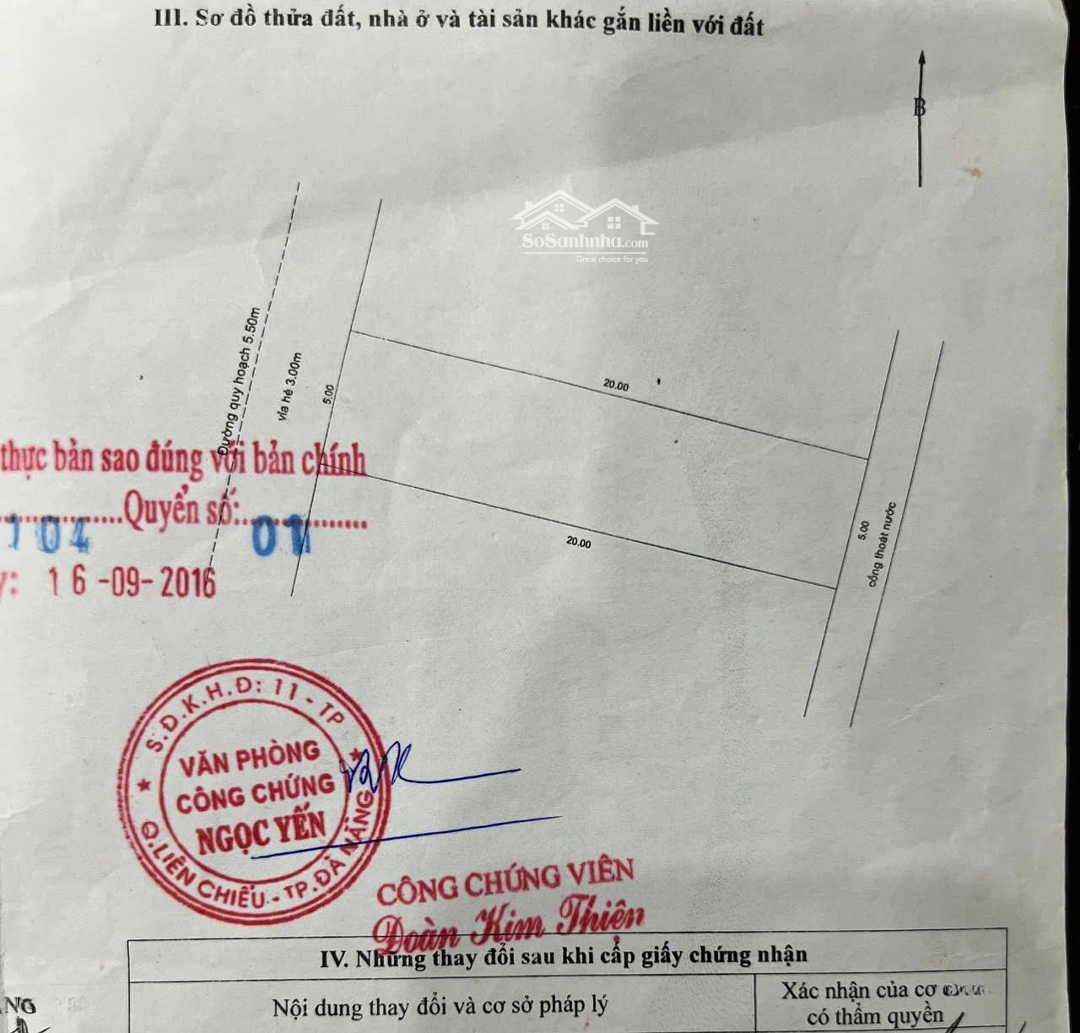 III. Sơ đồ thửa đất, nhà ở và tài sản khác gắn liền với đất
B
SoSanhnha.com
Great choice for you
Đường quy hoạch 5.50m
vỉa hè 3.00m
5.00
20.00
20.00
5.00
cống thoát nước
thực bản sao đúng với bản chính
104 Quyển số: 01
y: 16-09-2016
S.Đ.K.H.Đ: 11 - TP
VĂN PHÒNG
CÔNG CHỨNG
NGỌC YẾN
Q.LIÊN CHIỂU - TP.ĐÀ NẴNG
CÔNG CHỨNG VIÊN
Đoàn Kim Thiện
IV. Những thay đổi sau khi cấp giấy chứng nhận
Nội dung thay đổi và cơ sở pháp lý
Xác nhận của cơ
có thẩm quyền